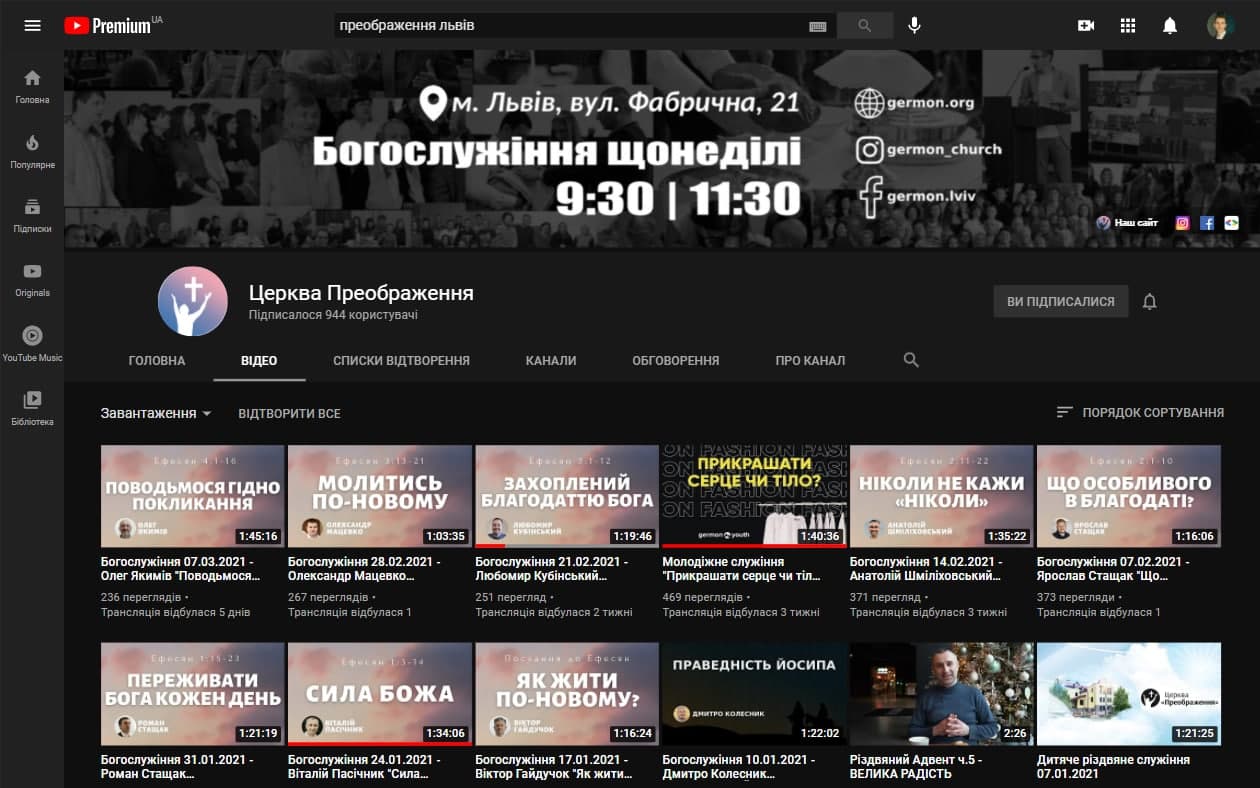 Premium UA
преображення львів
Головна
Популярне
Підписки
Originals
YouTube Music
Бібліотека
м. Львів, вул. Фабрична, 21
Богослужіння щонеділі
9:30 | 11:30
germon.org
germon_church
germon.lviv
Наш сайт
Церква Преображення
Підписалося 944 користувачі
ВИ ПІДПИСАЛИСЯ
ГОЛОВНА ВІДЕО СПИСКИ ВІДТВОРЕННЯ КАНАЛИ ОБГОВОРЕННЯ ПРО КАНАЛ
Завантаження ВІДТВОРИТИ ВСЕ ПОРЯДОК СОРТУВАННЯ
Ефесян 4:1-16
ПОВОДЬМОСЯ ГІДНО
ПОКЛИКАННЯ
ОЛЕГ
ЯКИМІВ
1:45:16
Богослужіння 07.03.2021 -
Олег Якимів "Поводьмося...
236 переглядів •
Трансляція відбулася 5 днів
Ефесян 3:13-21
МОЛИТИСЬ
ПО-НОВОМУ
ОЛЕКСАНДР
МАЦЕВКО
1:03:35
Богослужіння 28.02.2021 -
Олександр Мацевко...
267 переглядів •
Трансляція відбулася 1
Ефесян 3:1-12
ЗАХОПЛЕНИЙ
БЛАГОДАТТЮ БОГА
ЛЮБОМИР
КУБІНСЬКИЙ
1:19:46
Богослужіння 21.02.2021 -
Любомир Кубінський...
251 перегляд •
Трансляція відбулася 2 тижні
ON FASHION FASH
ПРИКРАШАТИ
СЕРЦЕ ЧИ ТІЛО?
germon youth
1:40:36
Молодіжне служіння
"Прикрашати серце чи тіл...
469 переглядів •
Трансляція відбулася 3 тижні
Ефесян 2:11-22
НІКОЛИ НЕ КАЖИ
«НІКОЛИ»
АНАТОЛІЙ
ШМІЛІХОВСЬКИЙ
1:35:22
Богослужіння 14.02.2021 -
Анатолій Шміліховський...
371 перегляд •
Трансляція відбулася 3 тижні
Ефесян 2:1-10
ЩО ОСОБЛИВОГО
В БЛАГОДАТІ?
ЯРОСЛАВ
СТАЩАК
1:16:06
Богослужіння 07.02.2021 -
Ярослав Стащак "Що...
373 перегляди •
Трансляція відбулася 1
Ефесян 1:15-23
ПЕРЕЖИВАТИ
БОГА КОЖЕН ДЕНЬ
РОМАН
СТАЩАК
1:21:19
Богослужіння 31.01.2021 -
Роман Стащак...
Ефесян 1:3-14
СИЛА БОЖА
ВІТАЛІЙ
ПАСІЧНИК
1:34:06
Богослужіння 24.01.2021 -
Віталій Пасічник "Сила...
Послання до Ефесян
ЯК ЖИТИ
ПО-НОВОМУ?
ВІКТОР
ГАЙДУЧОК
1:16:24
Богослужіння 17.01.2021 -
Віктор Гайдучок "Як жити...
ПРАВЕДНІСТЬ ЙОСИПА
ДМИТРО КОЛЕСНИК
1:22:02
Богослужіння 10.01.2021 -
Дмитро Колесник...
2:26
Різдвяний Адвент ч.5 -
ВЕЛИКА РАДІСТЬ
Церква
«Преображення»
1:21:25
Дитяче різдвяне служіння
07.01.2021